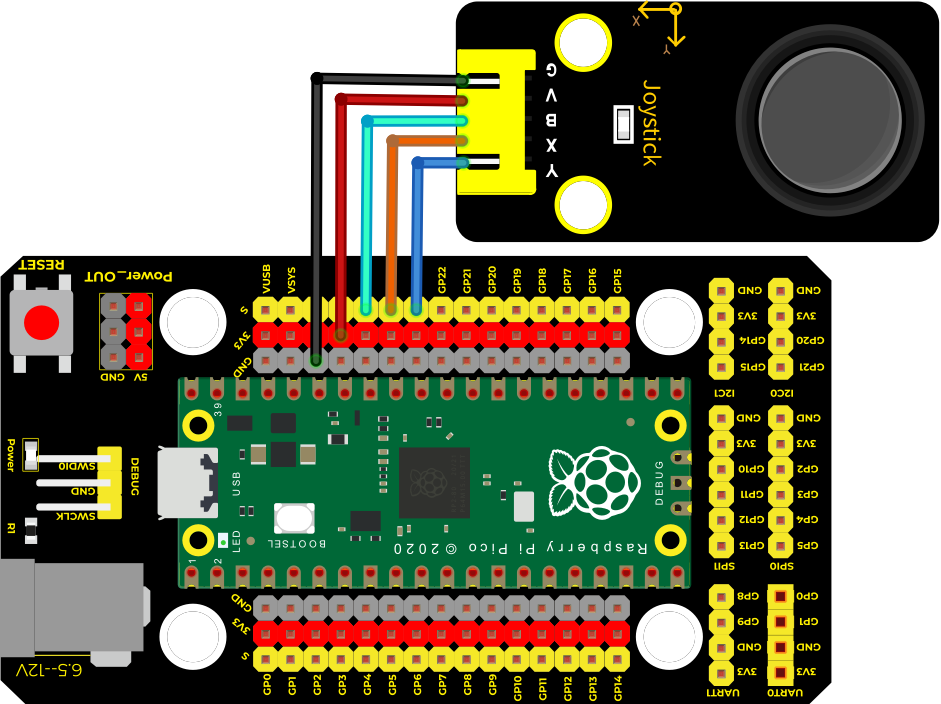 X
Y
G
V
B
X
Y
Joystick
RESET
Power_OUT
GND
5V
S
3V3
GND
VUSB
VSYS
GP22
GP21
GP20
GP19
GP18
GP17
GP16
GP15
GND
3V3
GP14
GP15
I2C1
GND
3V3
GP20
GP21
I2C0
39
Power
SWDIO
GND
SWCLK
DEBUG
R1
USB
LED
BOOTSEL
Raspberry Pi Pico © 2020
DEBUG
1
2
GND
3V3
GP10
GP11
GP12
GP13
SPI1
GND
3V3
GP2
GP3
GP4
GP5
SPI0
6.5--12V
GND
3V3
S
GP0
GP1
GP2
GP3
GP4
GP5
GP6
GP7
GP8
GP9
GP10
GP11
GP12
GP13
GP14
GP8
GP9
GND
3V3
UART1
GP0
GP1
GND
3V3
UART0